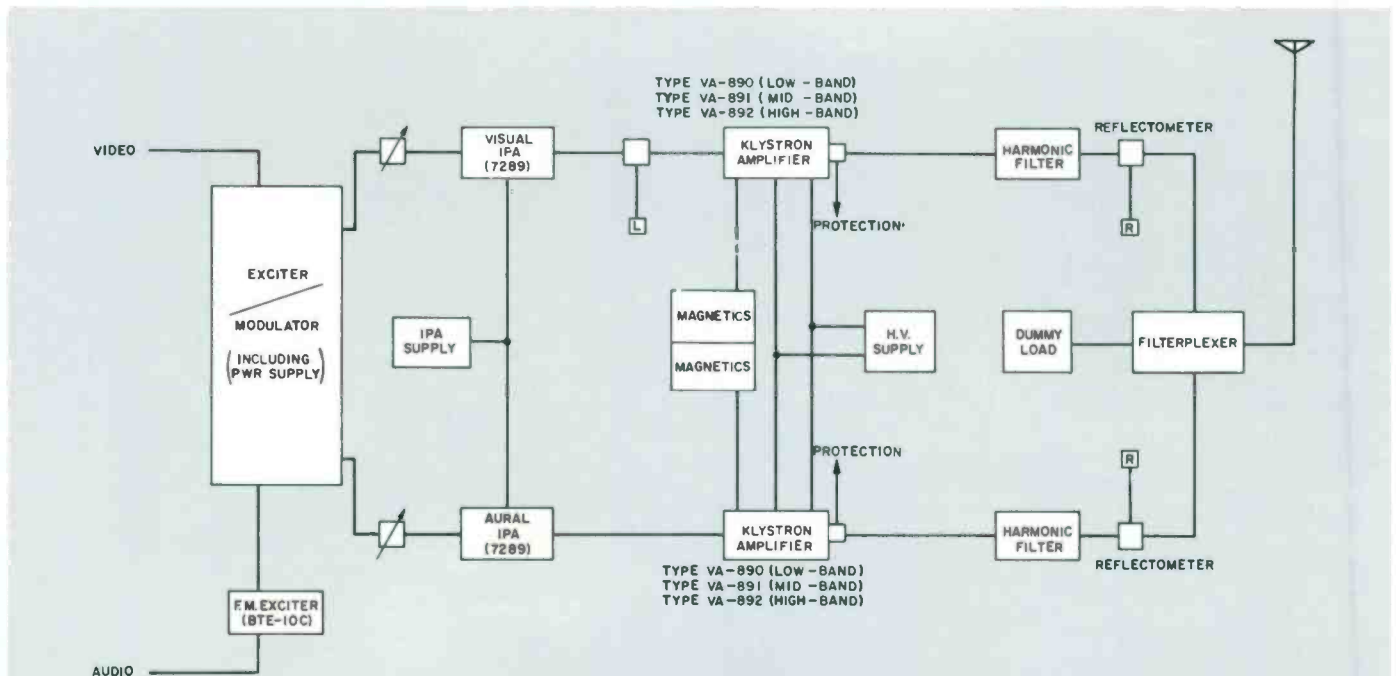 TYPE VA-890 (LOW-BAND)
TYPE VA-891 (MID-BAND)
TYPE VA-892 (HIGH-BAND)
REFLECTOMETER
VIDEO
VISUAL
IPA
(7289)
KLYSTRON
AMPLIFIER
HARMONIC
FILTER
L
PROTECTION
R
EXCITER
MODULATOR
(INCLUDING
PWR SUPPLY)
IPA
SUPPLY
MAGNETICS
MAGNETICS
H.V.
SUPPLY
DUMMY
LOAD
FILTERPLEXER
PROTECTION
R
AURAL
IPA
(7289)
KLYSTRON
AMPLIFIER
HARMONIC
FILTER
REFLECTOMETER
TYPE VA-890 (LOW-BAND)
TYPE VA-891 (MID-BAND)
TYPE VA-892 (HIGH-BAND)
F.M. EXCITER
(BTE-10C)
AUDIO